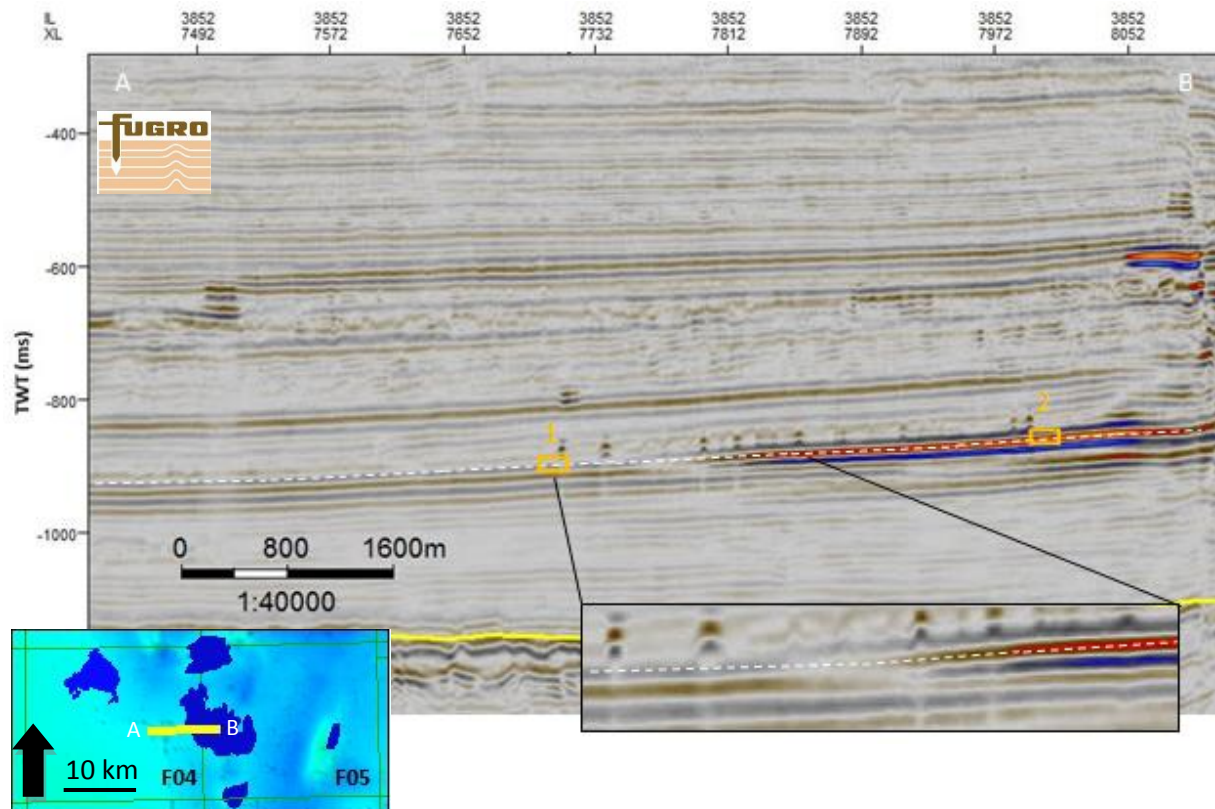 IL 3852 3852 3852 3852 3852 3852 3852 3852
XL 7492 7572 7652 7732 7812 7892 7972 8052
A B
FUGRO
-400
-600
-800
-1000
TWT (ms)
1
2
0 800 1600m
1:40000
A B
10 km
F04 F05